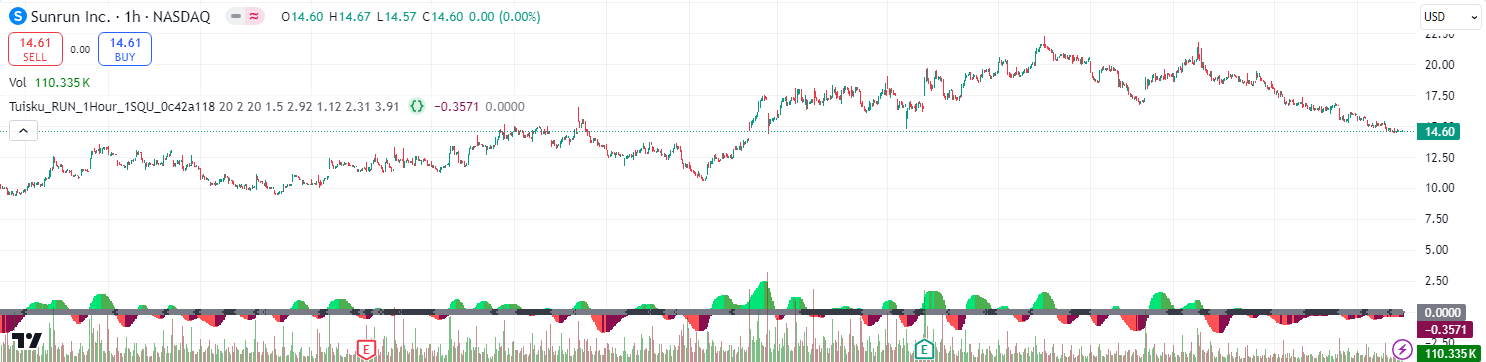 S Sunrun Inc. · 1h · NASDAQ O14.60 H14.67 L14.57 C14.60 0.00 (0.00%)
USD
14.61
SELL
0.00
14.61
BUY
Vol 110.335 K
Tuisku_RUN_1Hour_1SQU_0c42a118 20 2 20 1.5 2.92 1.12 2.31 3.91 {} −0.3571 0.0000
22.50
20.00
17.50
14.60
12.50
10.00
7.50
5.00
2.50
0.0000
−0.3571
−2.50
110.335 K
E
E